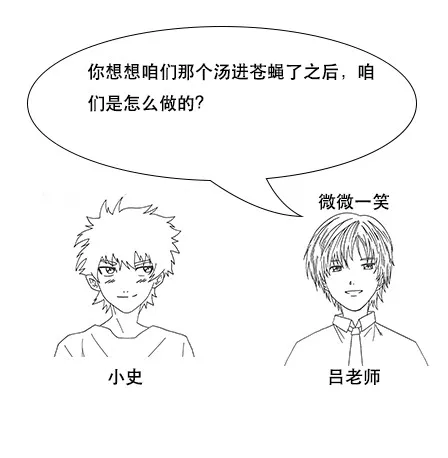 你想想咱们那个汤进苍蝇了之后，咱
们是怎么做的？
微微一笑
小史
吕老师